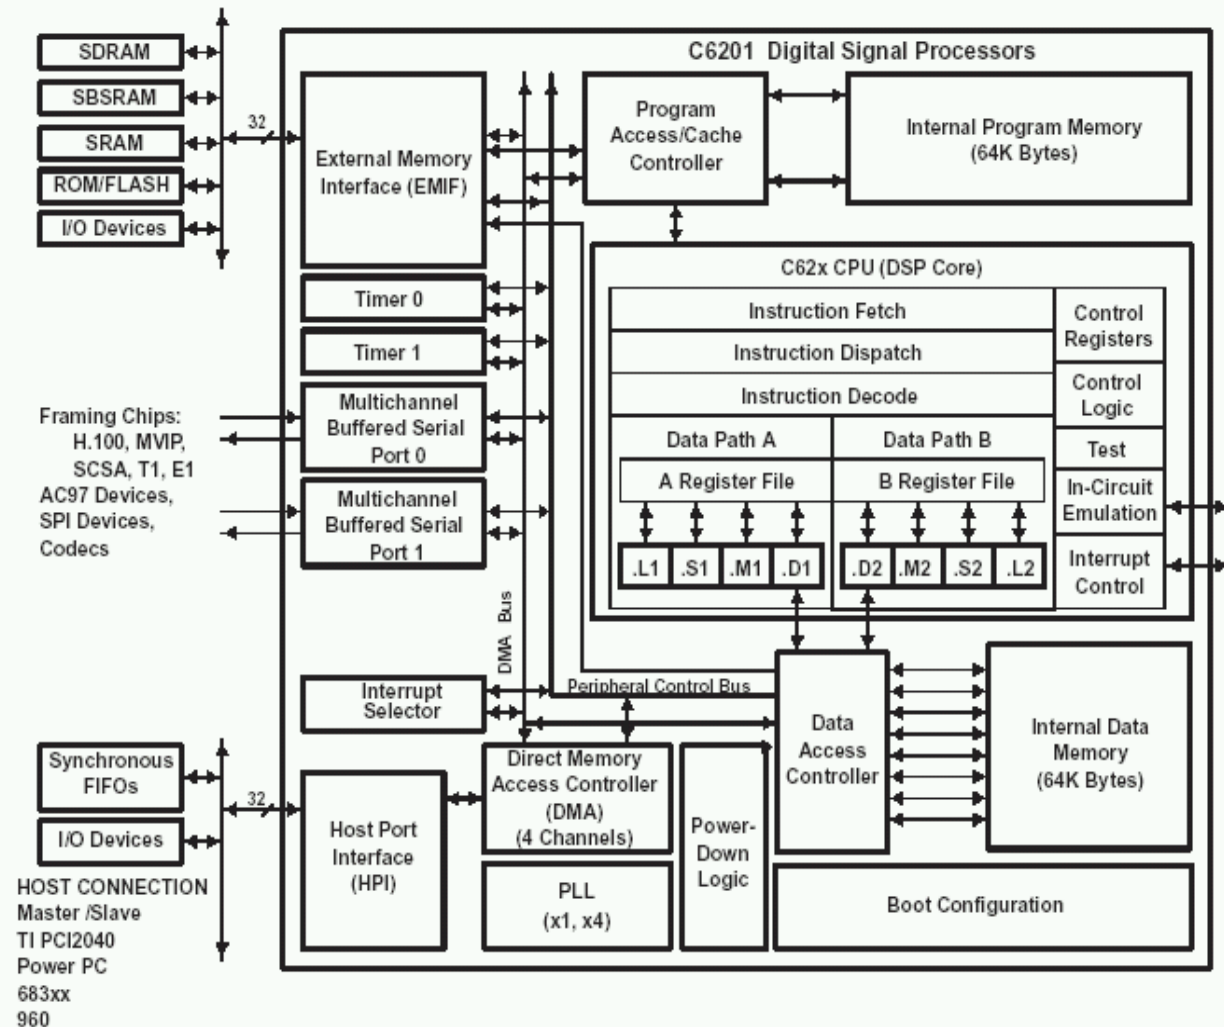 C6201 Digital Signal Processors
SDRAM
SBSRAM
SRAM
ROM/FLASH
I/O Devices
32
External Memory
Interface (EMIF)
Program
Access/Cache
Controller
Internal Program Memory
(64K Bytes)
Timer 0
Timer 1
Framing Chips:
H.100, MVIP,
SCSA, T1, E1
AC97 Devices,
SPI Devices,
Codecs
Multichannel
Buffered Serial
Port 0
Multichannel
Buffered Serial
Port 1
C62x CPU (DSP Core)
Instruction Fetch
Instruction Dispatch
Instruction Decode
Data Path A
Data Path B
A Register File
B Register File
.L1
.S1
.M1
.D1
.D2
.M2
.S2
.L2
Control
Registers
Control
Logic
Test
In-Circuit
Emulation
Interrupt
Control
DMA Bus
Peripheral Control Bus
Interrupt
Selector
Synchronous
FIFOs
I/O Devices
32
HOST CONNECTION
Master /Slave
TI PCI2040
Power PC
683xx
960
Host Port
Interface
(HPI)
Direct Memory
Access Controller
(DMA)
(4 Channels)
PLL
(x1, x4)
Power-
Down
Logic
Data
Access
Controller
Internal Data
Memory
(64K Bytes)
Boot Configuration